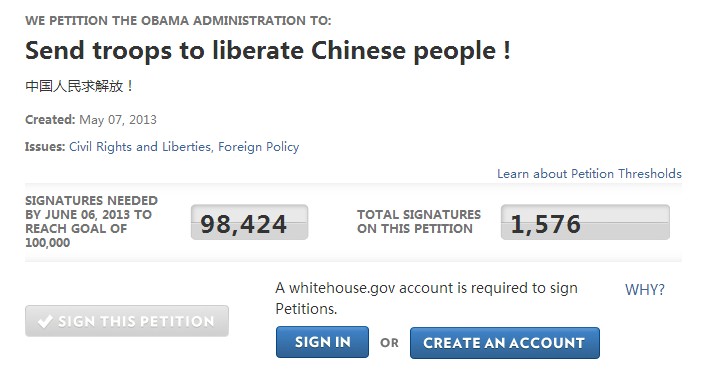 WE PETITION THE OBAMA ADMINISTRATION TO:
Send troops to liberate Chinese people !
中国人民求解放！
Created: May 07, 2013
Issues: Civil Rights and Liberties, Foreign Policy
Learn about Petition Thresholds
SIGNATURES NEEDED
BY JUNE 06, 2013 TO
REACH GOAL OF
100,000
98,424
TOTAL SIGNATURES
ON THIS PETITION
1,576
SIGN THIS PETITION
A whitehouse.gov account is required to sign
Petitions.
WHY?
SIGN IN
OR
CREATE AN ACCOUNT